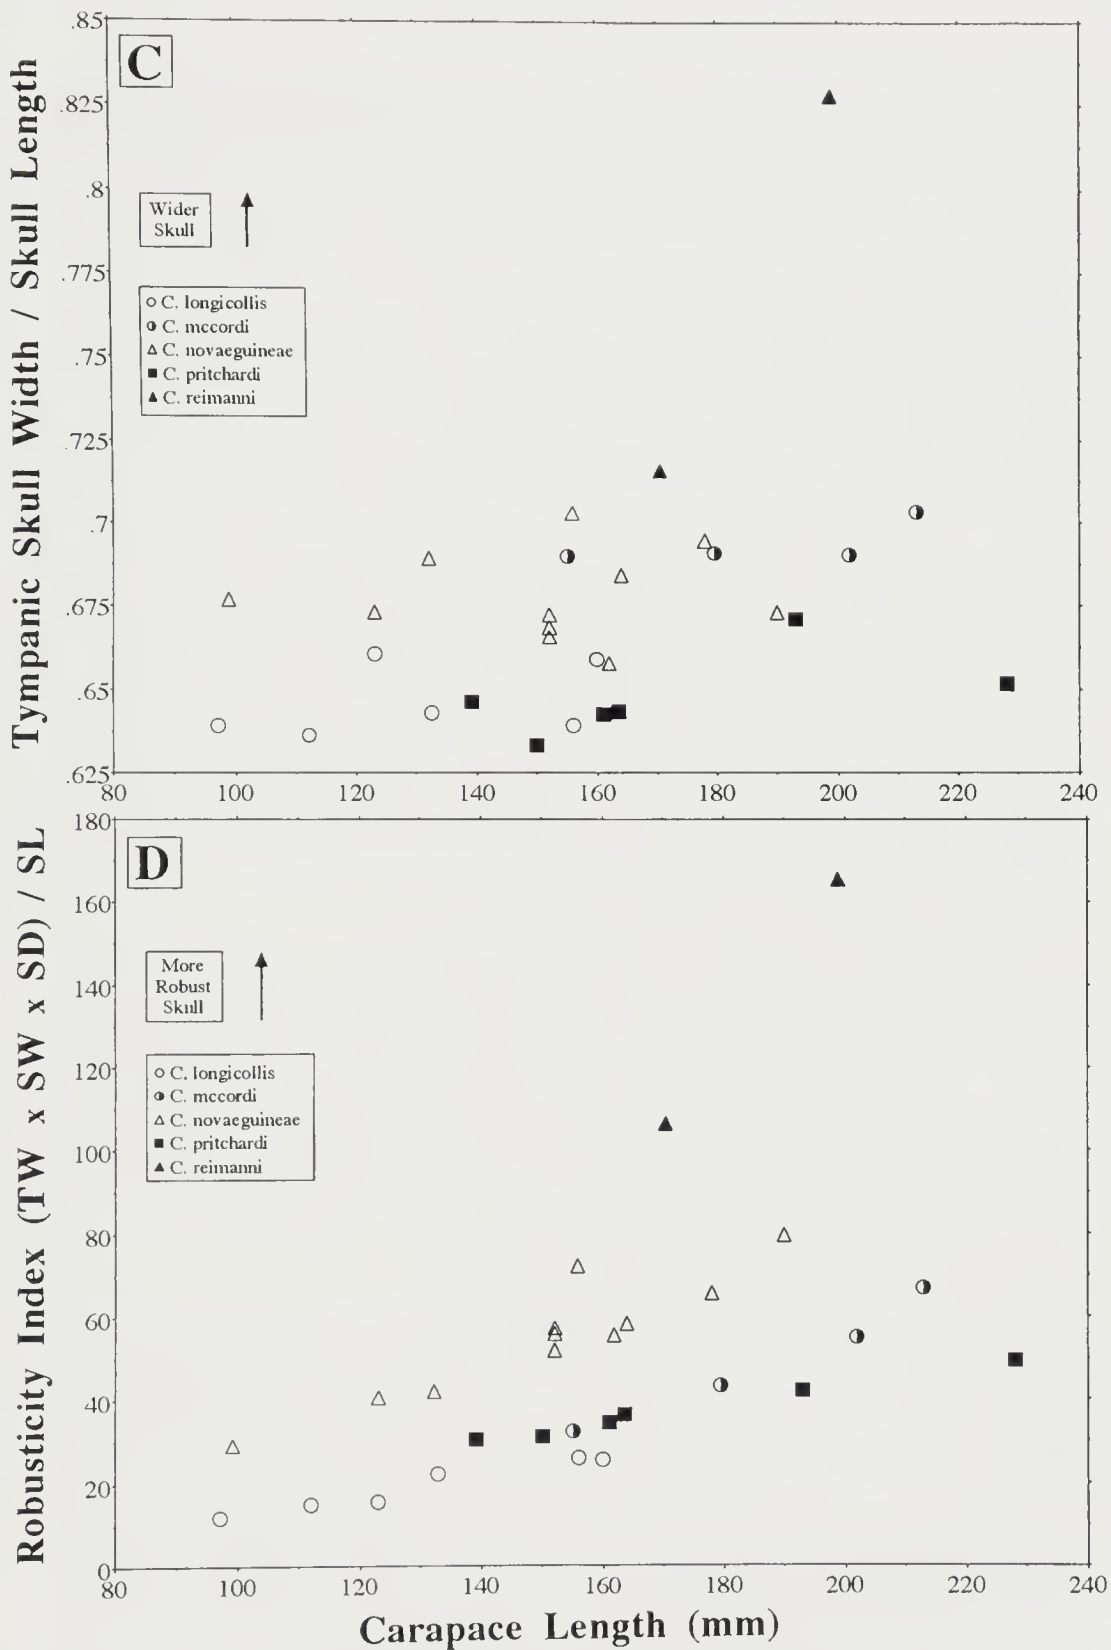 C
Tympanic Skull Width / Skull Length
.85
.825
.8
.775
.75
.725
.7
.675
.65
.625
Wider
Skull
C. longicollis
C. mccordi
C. novaeguineae
C. pritchardi
C. reimanni
80 100 120 140 160 180 200 220 240
D
Robusticity Index (TW x SW x SD) / SL
180
160
140
120
100
80
60
40
20
0
More
Robust
Skull
C. longicollis
C. mccordi
C. novaeguineae
C. pritchardi
C. reimanni
80 100 120 140 160 180 200 220 240
Carapace Length (mm)